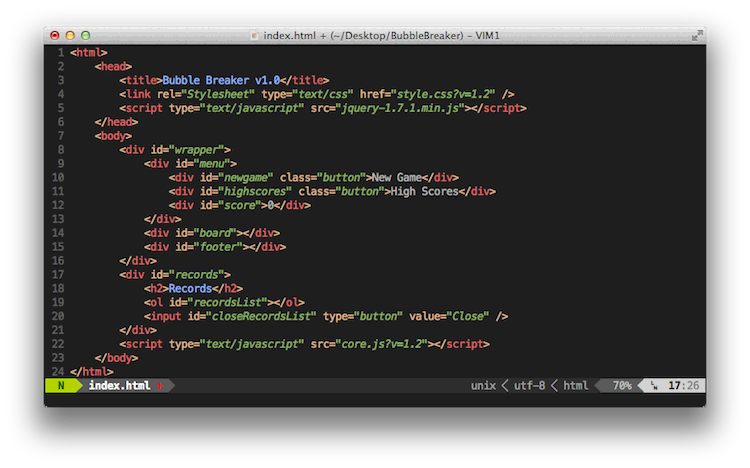 index.html + (~/Desktop/BubbleBreaker) - VIM1
1 <html>
2     <head>
3         <title>Bubble Breaker v1.0</title>
4         <link rel="Stylesheet" type="text/css" href="style.css?v=1.2" />
5         <script type="text/javascript" src="jquery-1.7.1.min.js"></script>
6     </head>
7     <body>
8         <div id="wrapper">
9             <div id="menu">
10                 <div id="newgame" class="button">New Game</div>
11                 <div id="highscores" class="button">High Scores</div>
12                 <div id="score">0</div>
13             </div>
14             <div id="board"></div>
15             <div id="footer"></div>
16         </div>
17         <div id="records">
18             <h2>Records</h2>
19             <ol id="recordsList"></ol>
20             <input id="closeRecordsList" type="button" value="Close" />
21         </div>
22         <script type="text/javascript" src="core.js?v=1.2"></script>
23     </body>
24 </html>
N index.html + unix < utf-8 < html 70% LN 17:26